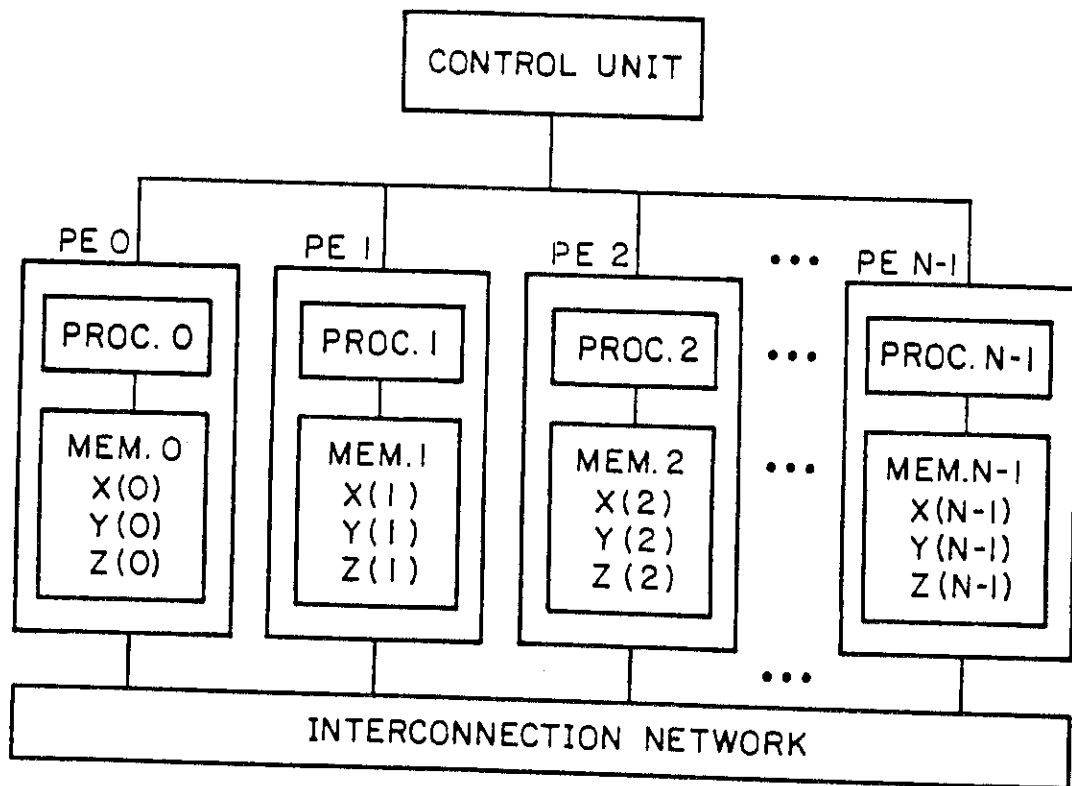 CONTROL UNIT
PE 0
PE 1
PE 2
••• PE N-1
PROC. 0
PROC. 1
PROC. 2
••• PROC. N-1
MEM. 0
X(0)
Y(0)
Z(0)
MEM. 1
X(1)
Y(1)
Z(1)
MEM. 2
X(2)
Y(2)
Z(2)
•••
MEM. N-1
X(N-1)
Y(N-1)
Z(N-1)
•••
INTERCONNECTION NETWORK